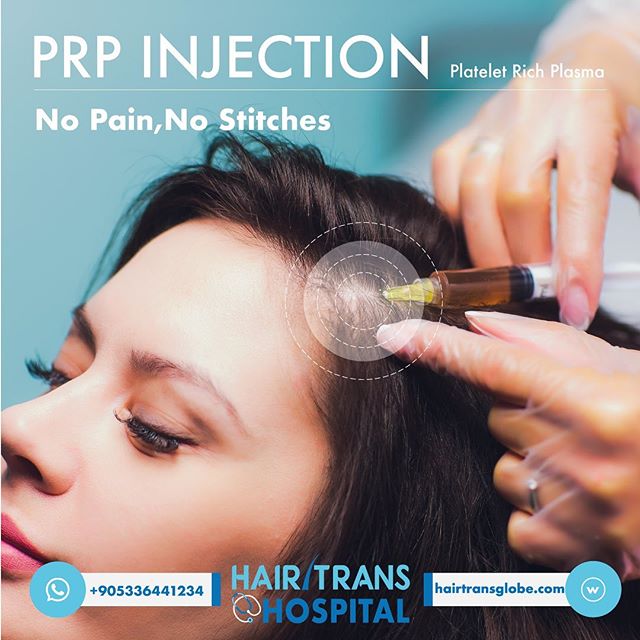 PRP INJECTION Platelet Rich Plasma
No Pain,No Stitches
+905336441234
HAIR/TRANS
HOSPITAL
hairtransglobe.com
w